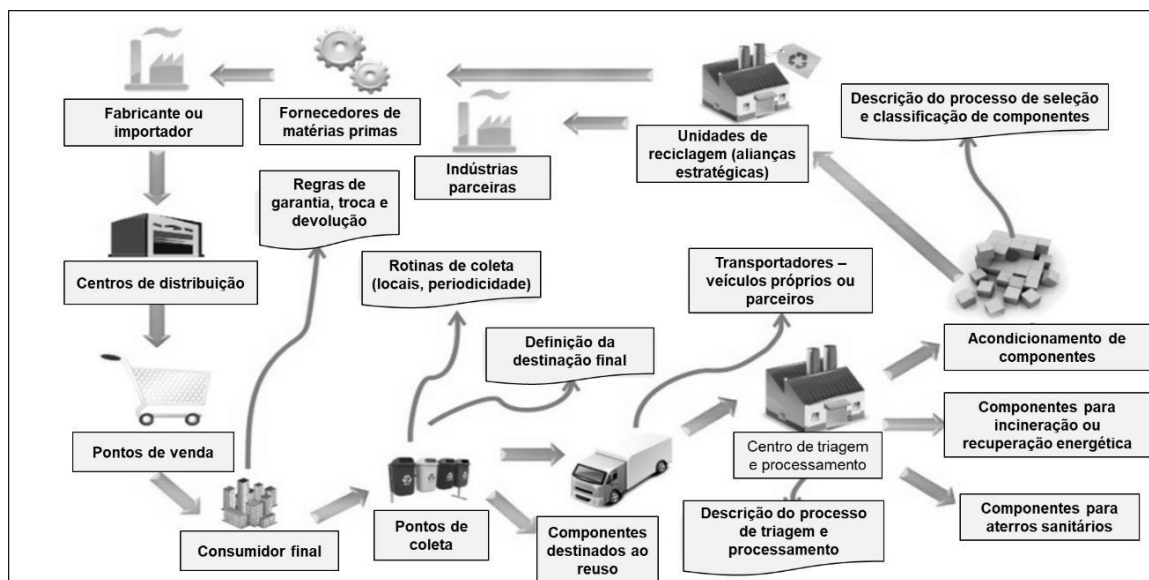 Fabricante ou
importador
Fornecedores de
matérias primas
Indústrias
parceiras
Unidades de
reciclagem (alianças
estratégicas)
Descrição do processo de seleção
e classificação de componentes
Regras de
garantia, troca e
devolução
Centros de distribuição
Rotinas de coleta
(locais, periodicidade)
Transportadores –
veículos próprios ou
parceiros
Definição da
destinação final
Acondicionamento de
componentes
Pontos de venda
Componentes para
incineração ou
recuperação energética
Centro de triagem
e processamento
Consumidor final
Pontos de
coleta
Componentes
destinados ao
reuso
Descrição do processo
de triagem e
processamento
Componentes para
aterros sanitários